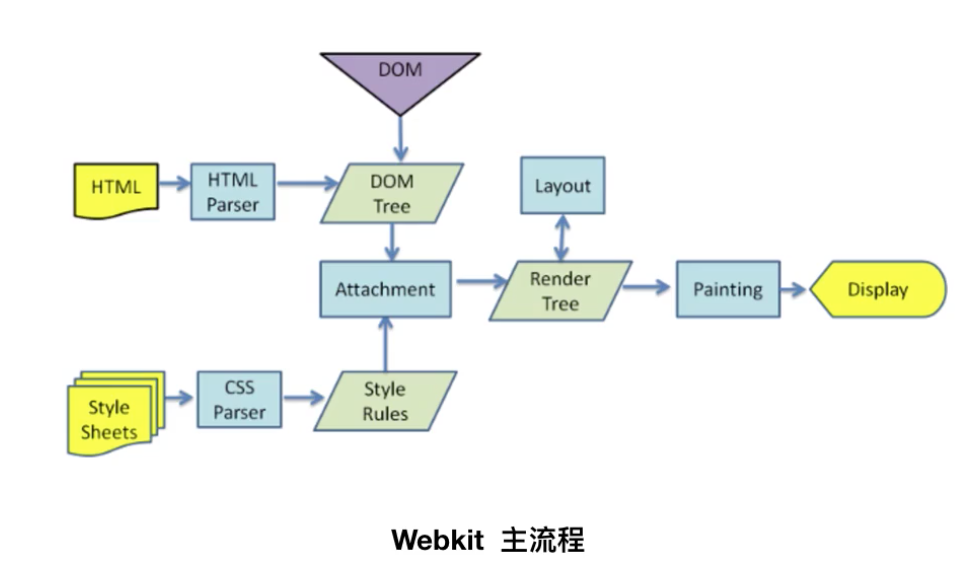 DOM
HTML
HTML
Parser
DOM
Tree
Layout
Attachment
Render
Tree
Painting
Display
Style
Sheets
CSS
Parser
Style
Rules
Webkit 主流程